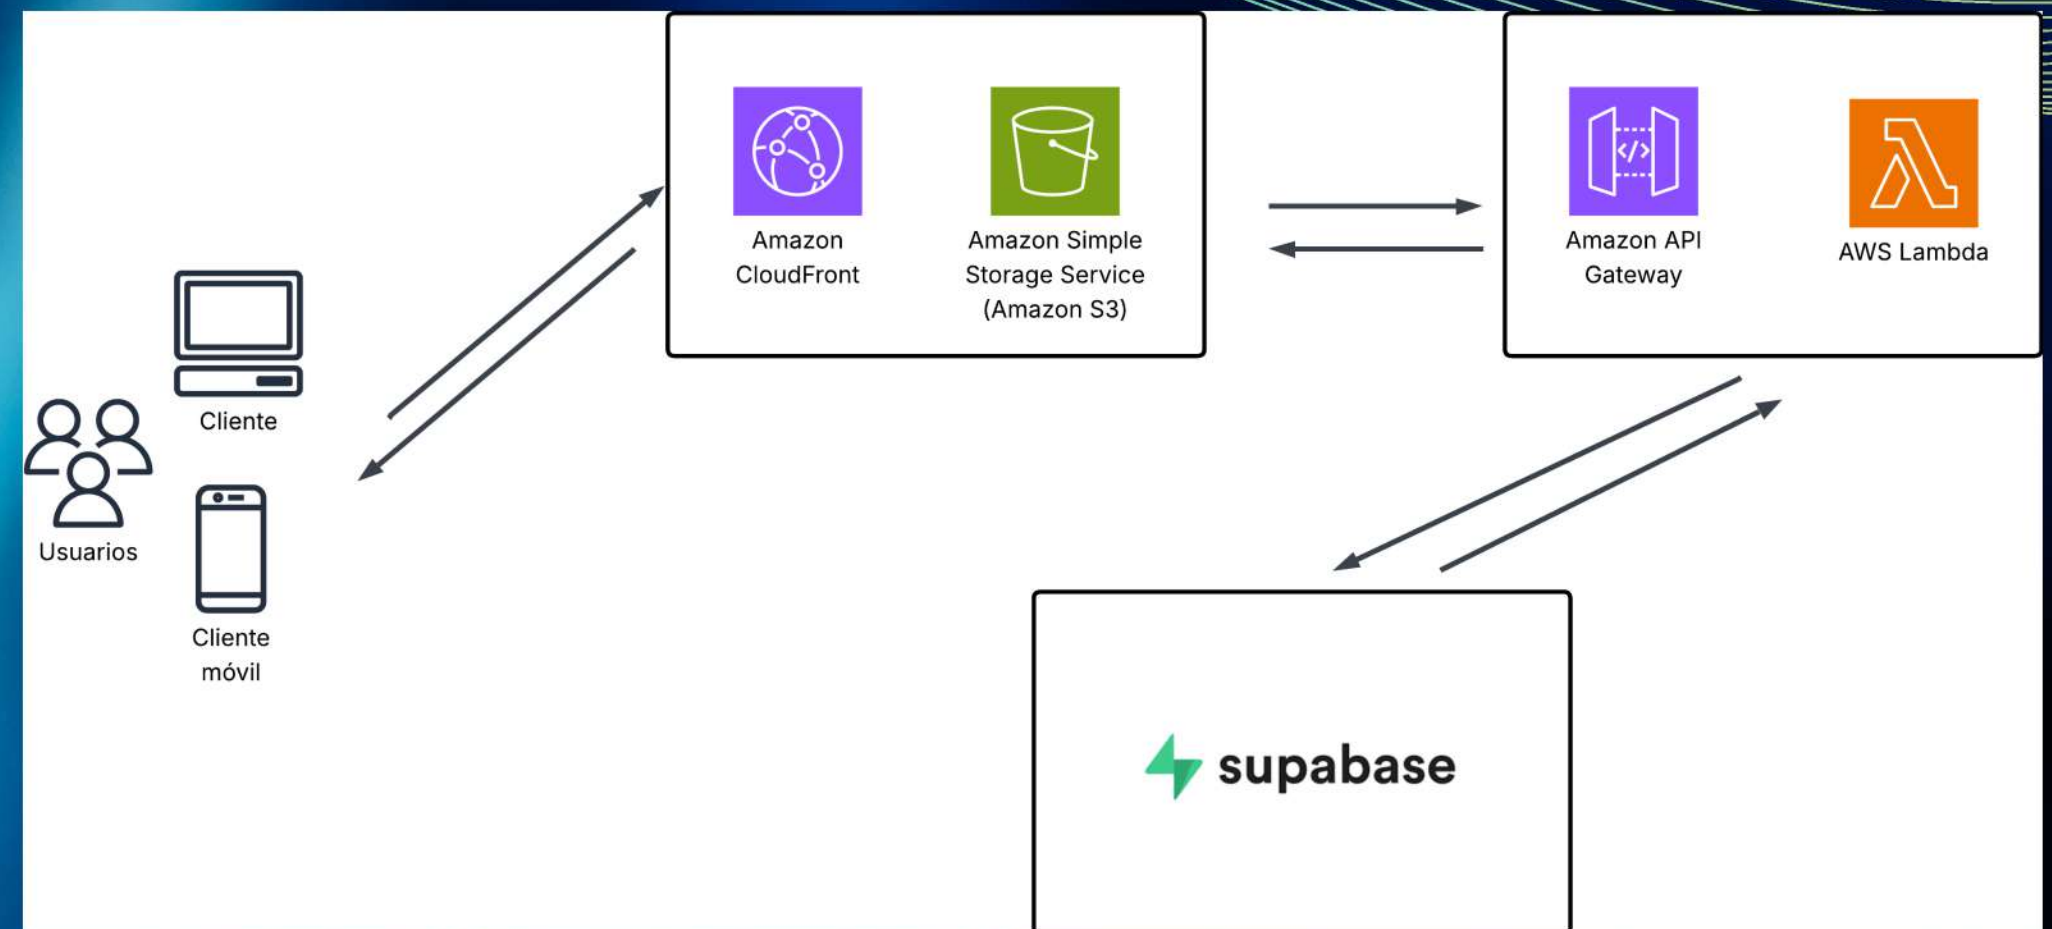 Amazon
CloudFront
Amazon Simple
Storage Service
(Amazon S3)
</>
Amazon API
Gateway
AWS Lambda
Cliente
Usuarios
Cliente
móvil
supabase